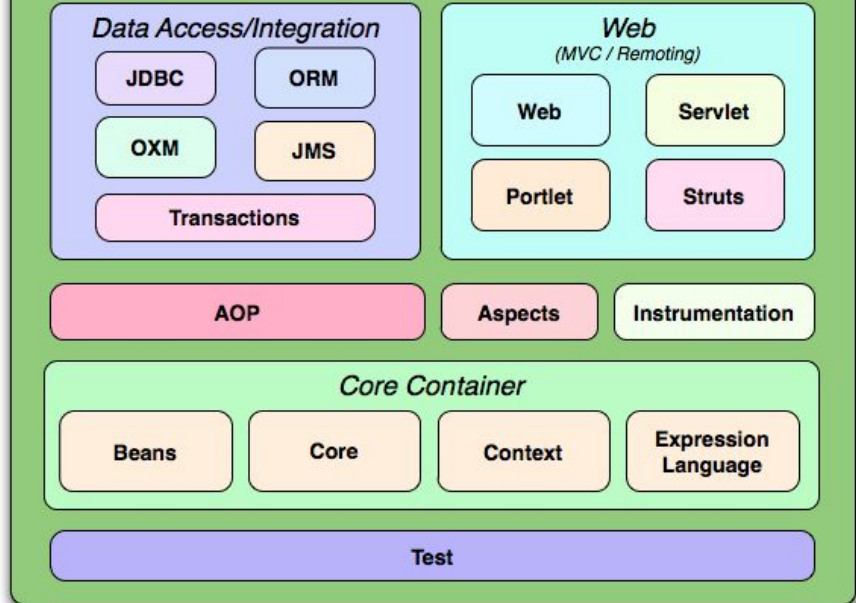 Data Access/Integration
JDBC
ORM
OXM
JMS
Transactions
Web
(MVC / Remoting)
Web
Servlet
Portlet
Struts
AOP
Aspects
Instrumentation
Core Container
Beans
Core
Context
Expression
Language
Test